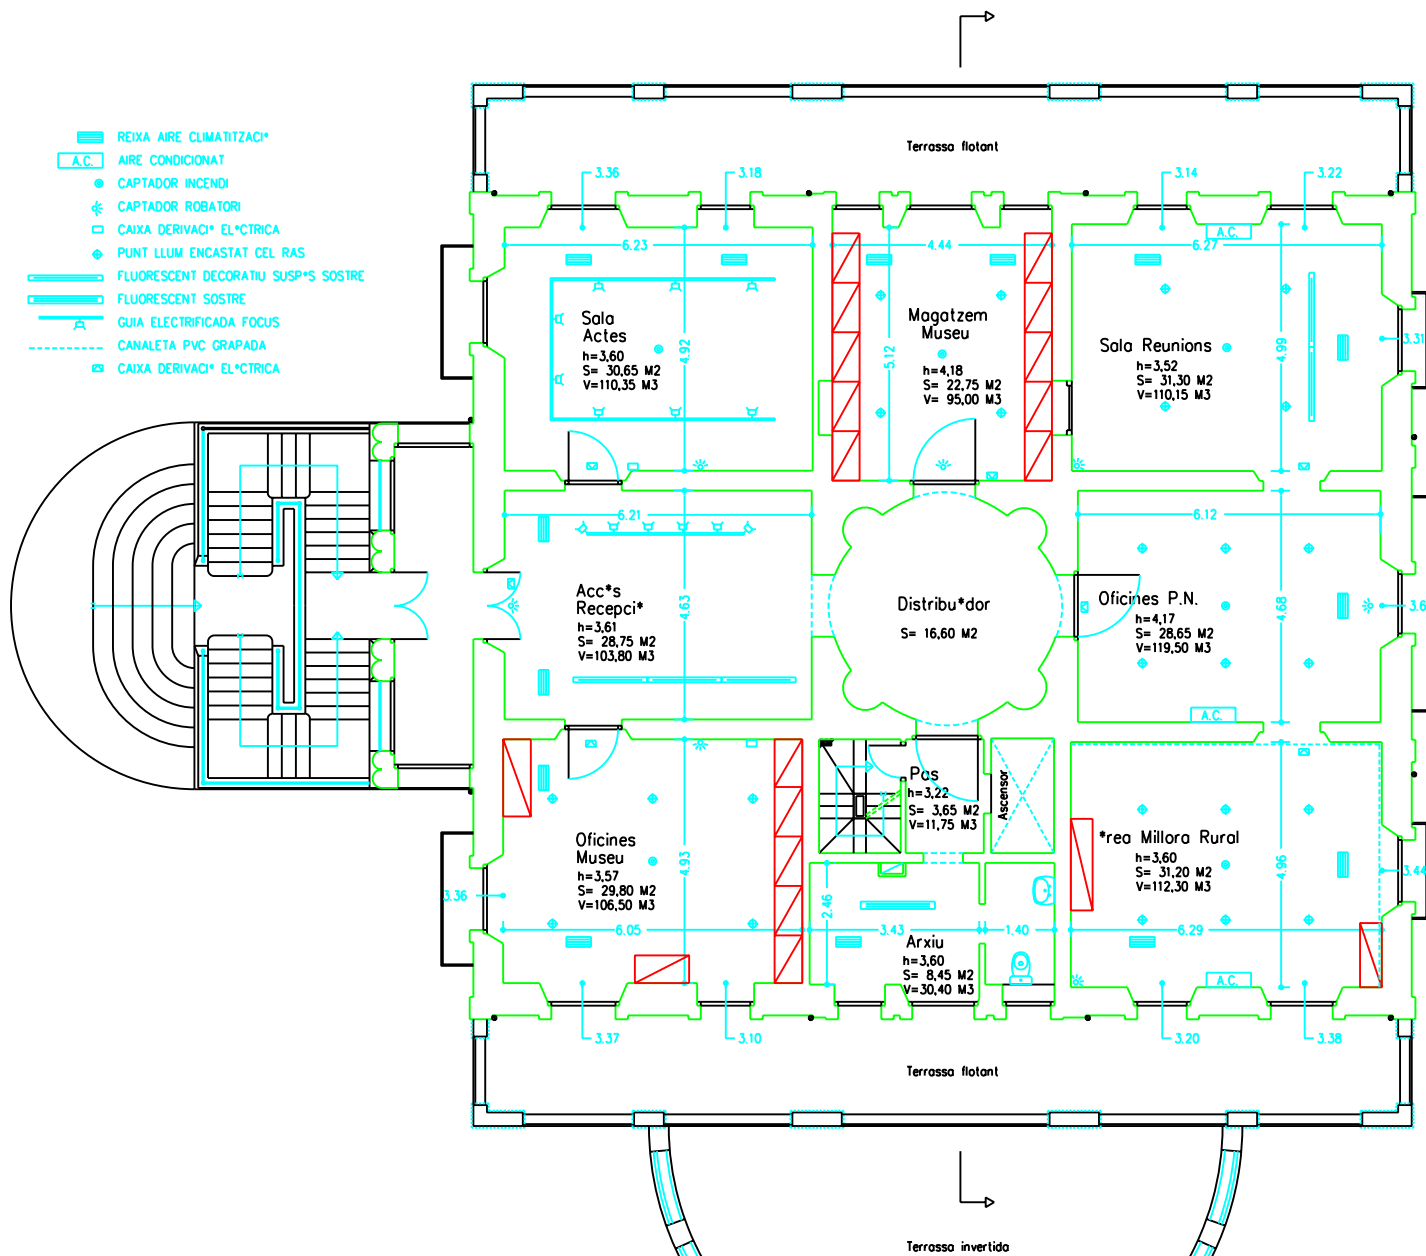 Terrassa flotant
REIXA AIRE CLIMATITZACI*
A.C. AIRE CONDICIONAT
CAPTADOR INCENDI
CAPTADOR ROBATORI
CAIXA DERIVACI* EL*CTRICA
PUNT LLUM ENCASTAT CEL RAS
FLUORESCENT DECORATIU SUSP*S SOSTRE
FLUORESCENT SOSTRE
GUIA ELECTRIFICADA FOCUS
CANALETA PVC GRAPADA
CAIXA DERIVACI* EL*CTRICA
3.36
3.18
3.14
3.22
6.23
4.44
A.C.
6.27
Sala
Actes
h=3,60
S= 30,65 M2
V=110,35 M3
4.92
5.12
Magatzem
Museu
h=4,18
S= 22,75 M2
V= 95,00 M3
Sala Reunions
h=3,52
S= 31,30 M2
V=110,15 M3
4.99
3.31
6.21
6.12
Acc*s
Recepci*
h=3,61
S= 28,75 M2
V=103,80 M3
4.63
Distribu*dor
S= 16,60 M2
Oficines P.N.
h=4,17
S= 28,65 M2
V=119,50 M3
4.68
3.6
A.C.
Pas
h=3,22
S= 3,65 M2
V=11,75 M3
Ascensor
Oficines
Museu
h=3,57
S= 29,80 M2
V=106,50 M3
4.93
*rea Millora Rural
h=3,60
S= 31,20 M2
V=112,30 M3
4.96
3.44
3.36
2.46
6.05
3.43
1.40
6.29
Arxiu
h=3,60
S= 8,45 M2
V=30,40 M3
A.C.
3.37
3.10
3.20
3.38
Terrassa flotant
Terrassa invertida